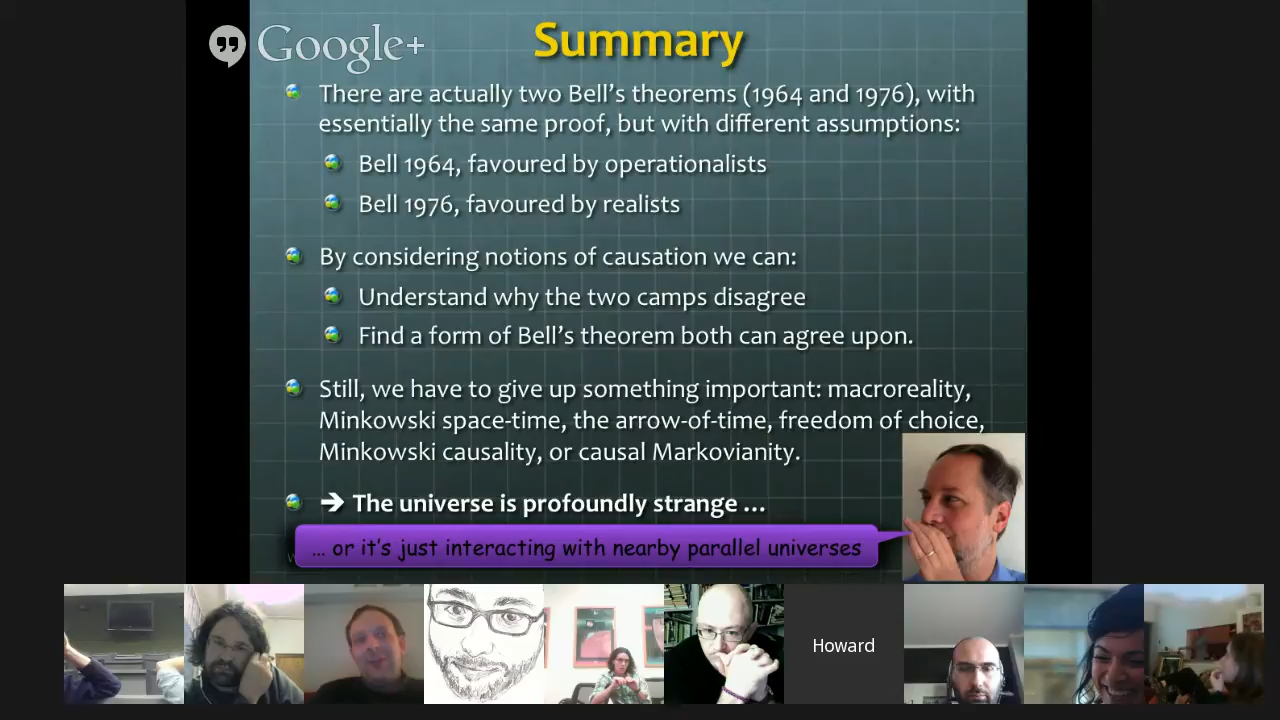 Google+
Summary
There are actually two Bell's theorems (1964 and 1976), with
essentially the same proof, but with different assumptions:
Bell 1964, favoured by operationalists
Bell 1976, favoured by realists
By considering notions of causation we can:
Understand why the two camps disagree
Find a form of Bell's theorem both can agree upon.
Still, we have to give up something important: macroreality,
Minkowski space-time, the arrow-of-time, freedom of choice,
Minkowski causality, or causal Markovianity.
➔ The universe is profoundly strange ...
... or it's just interacting with nearby parallel universes
Howard